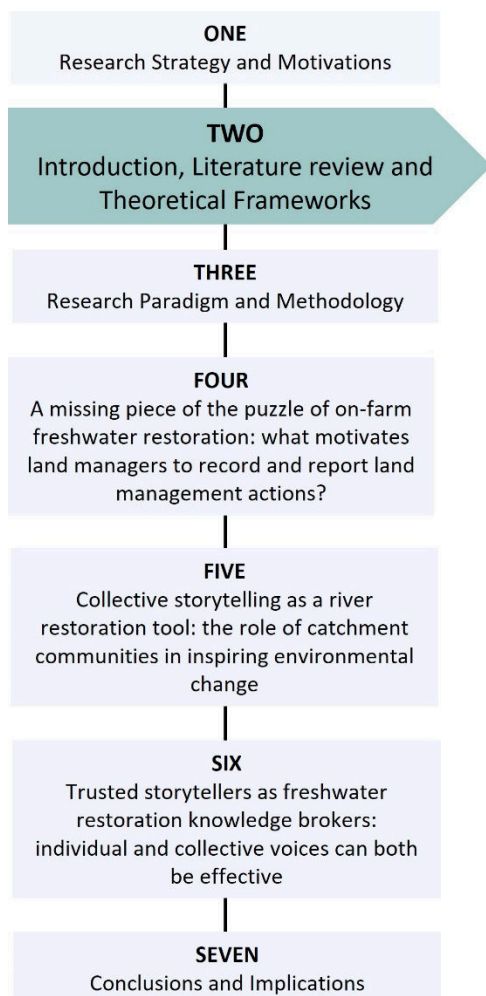 ONE
Research Strategy and Motivations
TWO
Introduction, Literature review and
Theoretical Frameworks
THREE
Research Paradigm and Methodology
FOUR
A missing piece of the puzzle of on-farm
freshwater restoration: what motivates
land managers to record and report land
management actions?
FIVE
Collective storytelling as a river
restoration tool: the role of catchment
communities in inspiring environmental
change
SIX
Trusted storytellers as freshwater
restoration knowledge brokers:
individual and collective voices can both
be effective
SEVEN
Conclusions and Implications